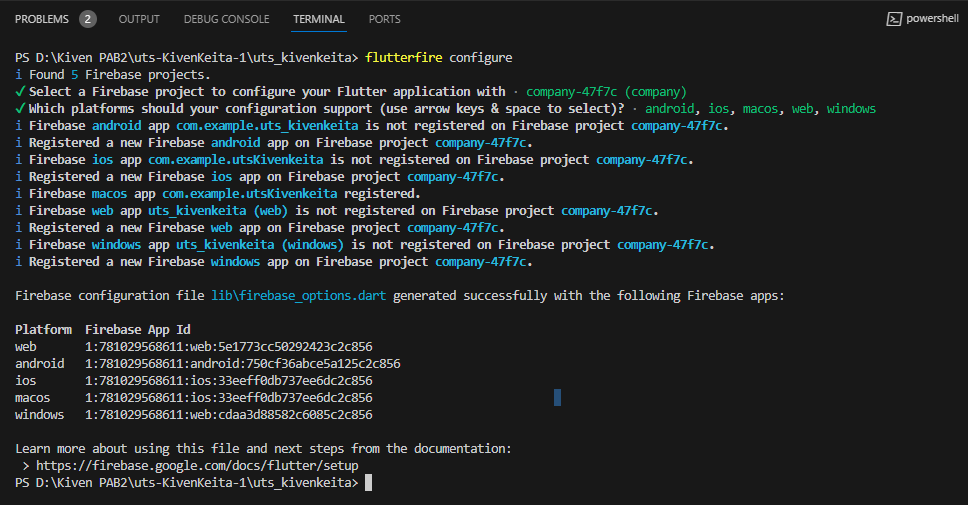 PROBLEMS 2 OUTPUT DEBUG CONSOLE TERMINAL PORTS powershell
PS D:\Kiven PAB2\uts-KivenKeita-1\uts_kivenkeita> flutterfire configure
i Found 5 Firebase projects.
✓ Select a Firebase project to configure your Flutter application with · company-47f7c (company)
✓ Which platforms should your configuration support (use arrow keys & space to select)? · android, ios, macos, web, windows
i Firebase android app com.example.uts_kivenkeita is not registered on Firebase project company-47f7c.
i Registered a new Firebase android app on Firebase project company-47f7c.
i Firebase ios app com.example.utsKivenkeita is not registered on Firebase project company-47f7c.
i Registered a new Firebase ios app on Firebase project company-47f7c.
i Firebase macos app com.example.utsKivenkeita registered.
i Firebase web app uts_kivenkeita (web) is not registered on Firebase project company-47f7c.
i Registered a new Firebase web app on Firebase project company-47f7c.
i Firebase windows app uts_kivenkeita (windows) is not registered on Firebase project company-47f7c.
i Registered a new Firebase windows app on Firebase project company-47f7c.
Firebase configuration file lib\firebase_options.dart generated successfully with the following Firebase apps:
Platform Firebase App Id
web 1:781029568611:web:5e1773cc50292423c2c856
android 1:781029568611:android:750cf36abce5a125c2c856
ios 1:781029568611:ios:33eeff0db737ee6dc2c856
macos 1:781029568611:ios:33eeff0db737ee6dc2c856
windows 1:781029568611:web:cdaa3d88582c6085c2c856
Learn more about using this file and next steps from the documentation:
> https://firebase.google.com/docs/flutter/setup
PS D:\Kiven PAB2\uts-KivenKeita-1\uts_kivenkeita>